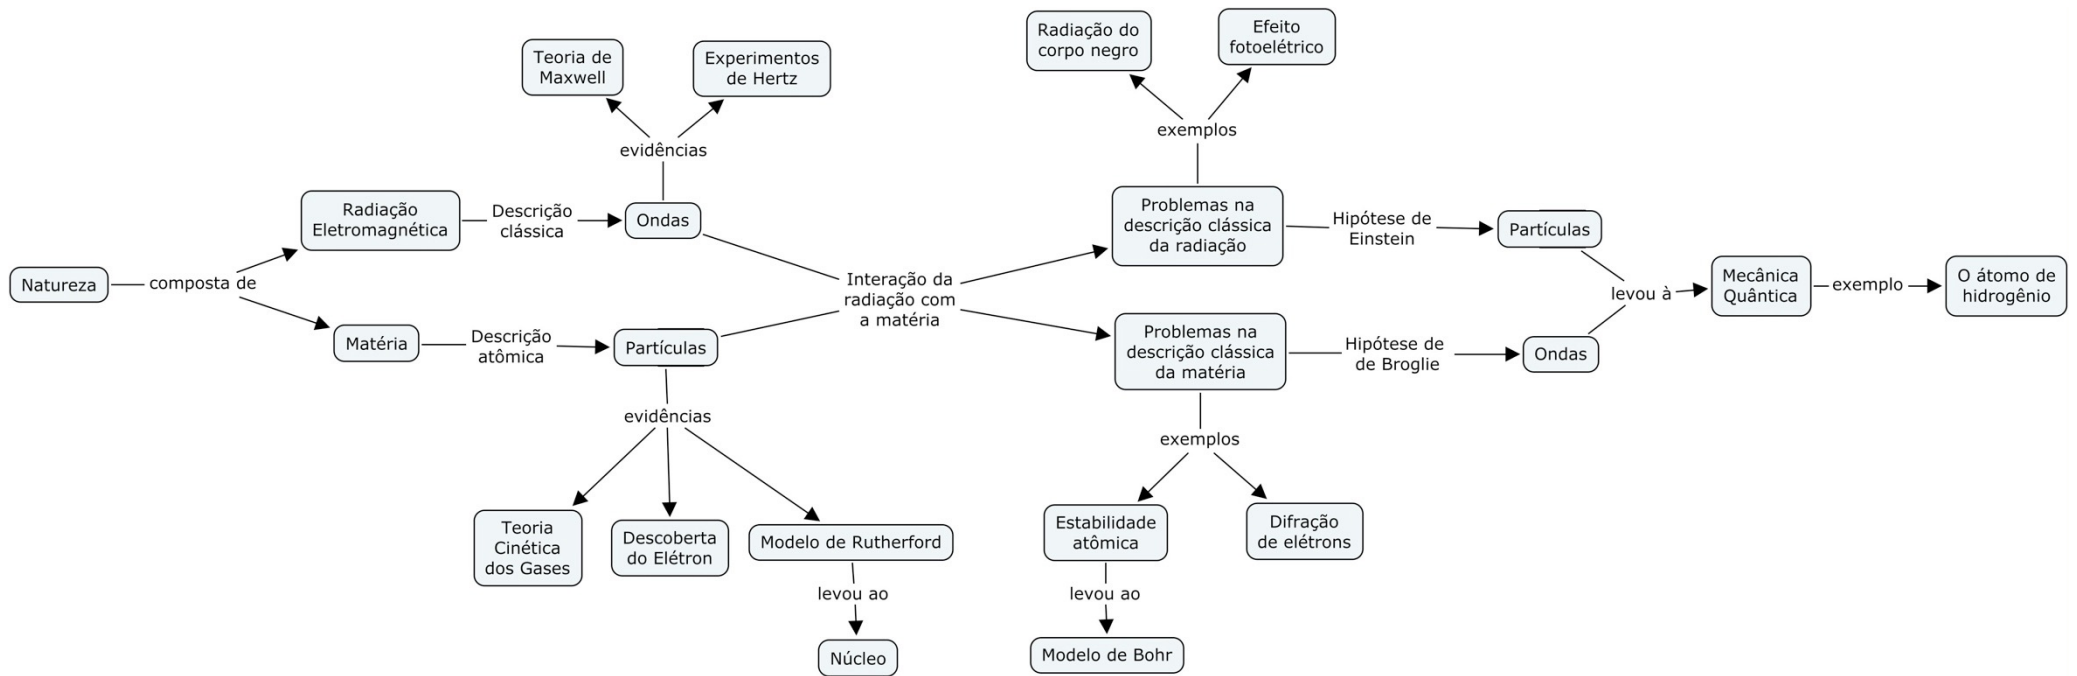 Natureza
composta de
Radiação
Eletromagnética
Descrição
clássica
Ondas
evidências
Teoria de
Maxwell
Experimentos
de Hertz
Matéria
Descrição
atômica
Partículas
evidências
Teoria
Cinética
dos Gases
Descoberta
do Elétron
Modelo de Rutherford
levou ao
Núcleo
Interação da
radiação com
a matéria
Problemas na
descrição clássica
da radiação
exemplos
Radiação do
corpo negro
Efeito
fotoelétrico
Hipótese de
Einstein
Partículas
Problemas na
descrição clássica
da matéria
exemplos
Estabilidade
atômica
levou ao
Modelo de Bohr
Difração
de elétrons
Hipótese de
de Broglie
Ondas
levou à
Mecânica
Quântica
exemplo
O átomo de
hidrogênio